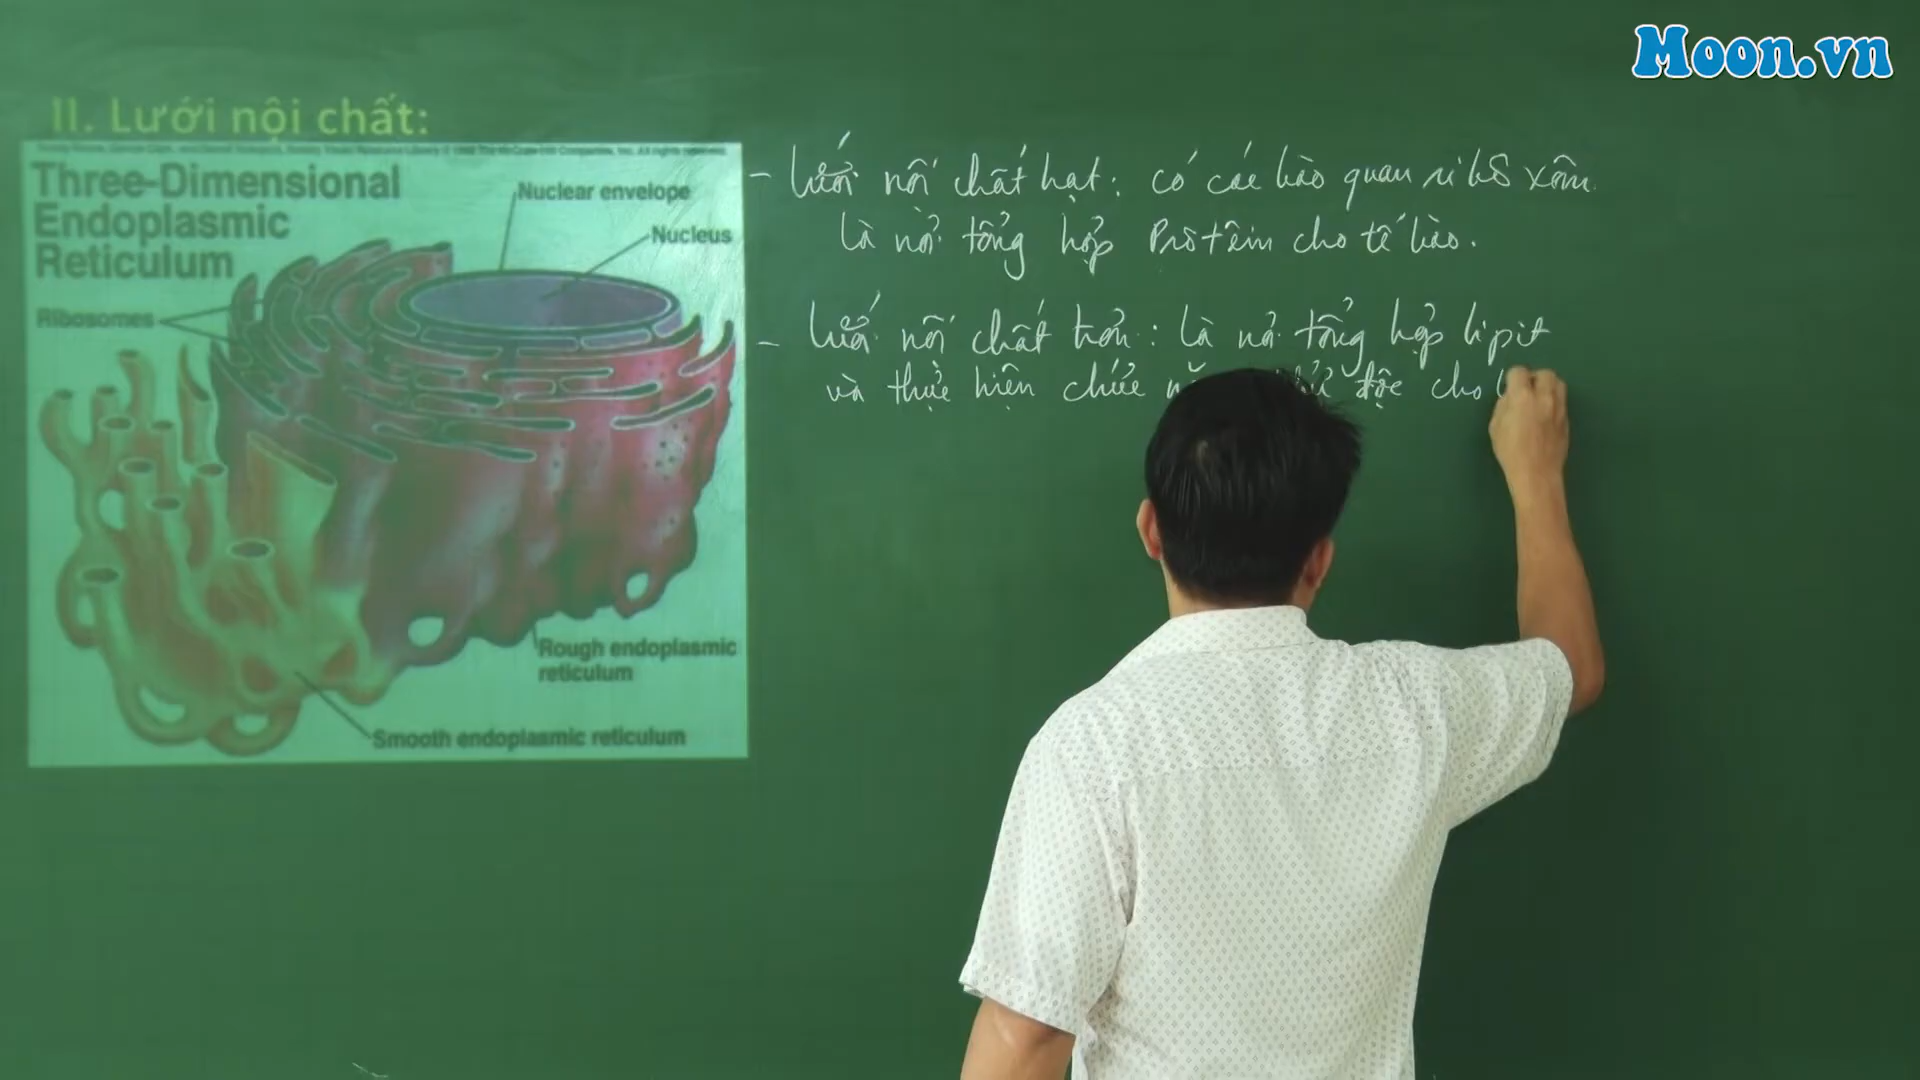 Moon.vn
II. Lưới nội chất:
Three-Dimensional
Endoplasmic
Reticulum
Nuclear envelope
Nucleus
Ribosomes
Rough endoplasmic
reticulum
Smooth endoplasmic reticulum
- lưới nội chất hạt: có các bào quan ribô xôm
là nơi tổng hợp Prôtêin cho tế bào.
- lưới nội chất trơn: là nơi tổng hợp lipit
và thực hiện chức độc cho